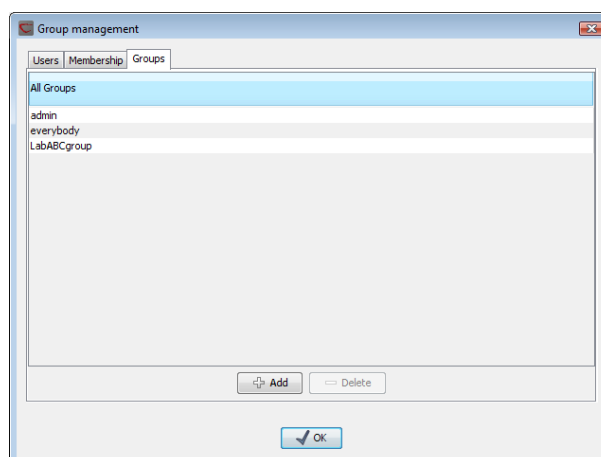 Group management
Users Membership Groups
All Groups
admin
everybody
LabABCgroup
Add Delete
OK